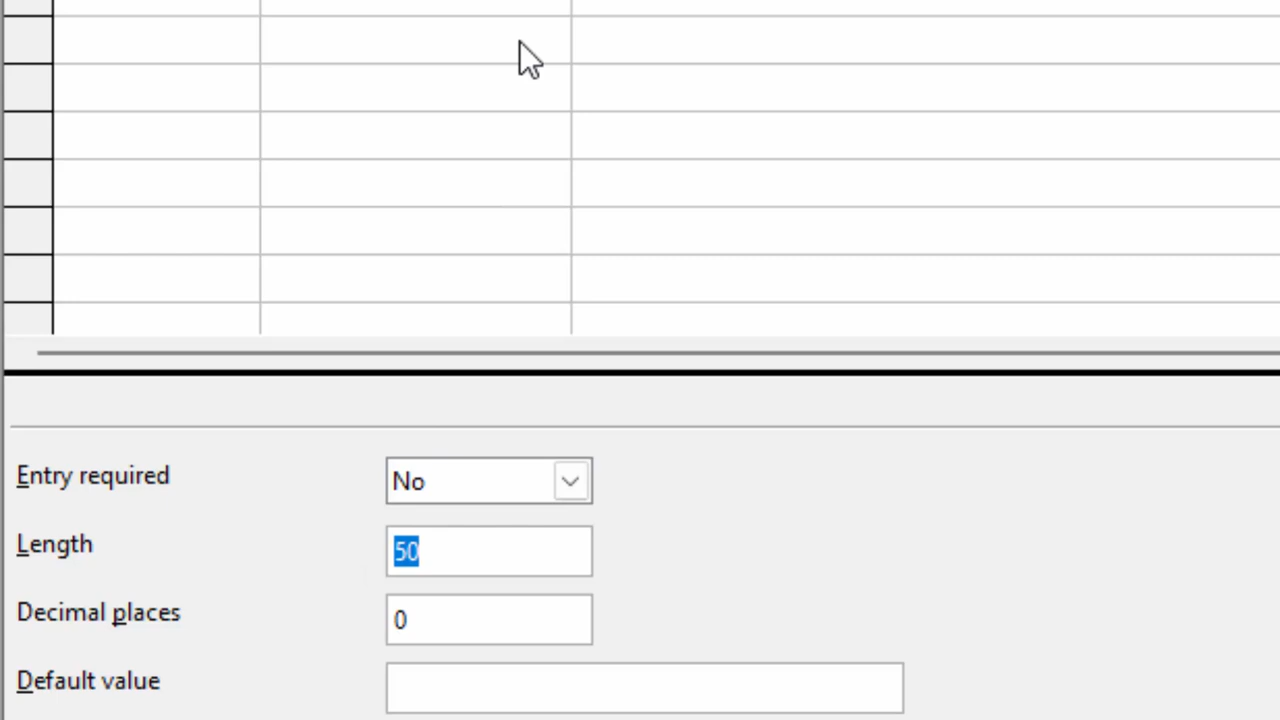 Entry required No
Length 50
Decimal places 0
Default value